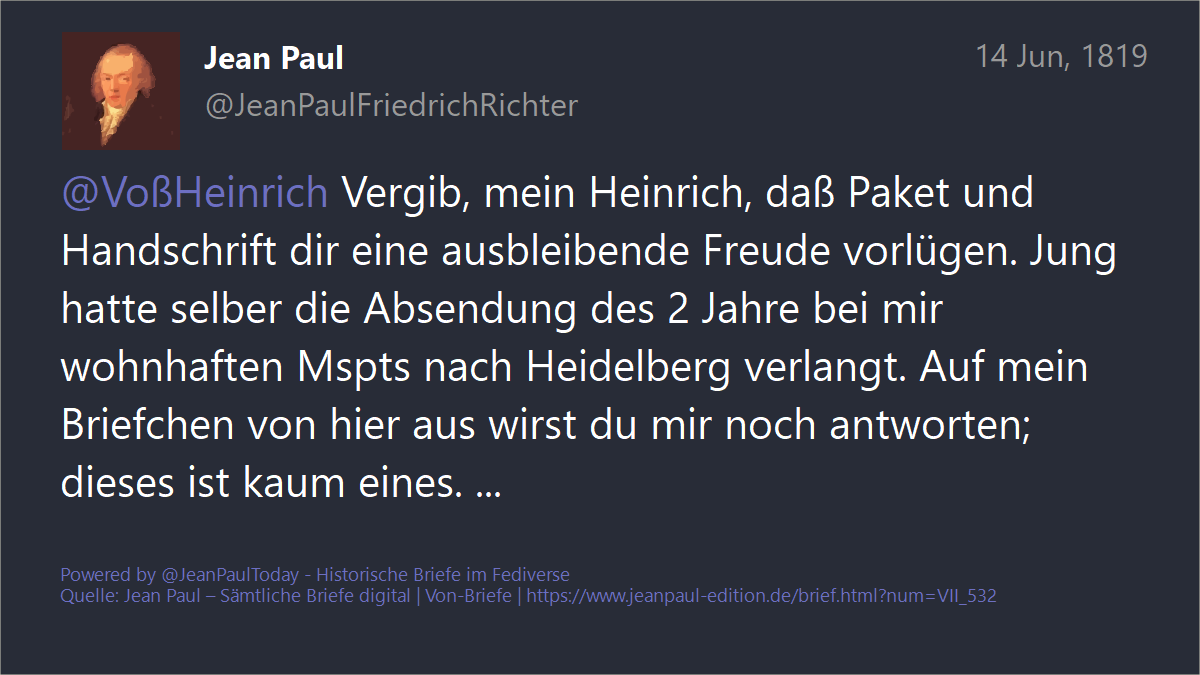 Jean Paul
14 Jun, 1819
@JeanPaulFriedrichRichter
@VoßHeinrich Vergib, mein Heinrich, daß Paket und
Handschrift dir eine ausbleibende Freude vorlügen. Jung
hatte selber die Absendung des 2 Jahre bei mir
wohnhaften Mspts nach Heidelberg verlangt. Auf mein
Briefchen von hier aus wirst du mir noch antworten;
dieses ist kaum eines. ...
Powered by @JeanPaulToday - Historische Briefe im Fediverse
Quelle: Jean Paul – Sämtliche Briefe digital | Von-Briefe | https://www.jeanpaul-edition.de/brief.html?num=VII_532